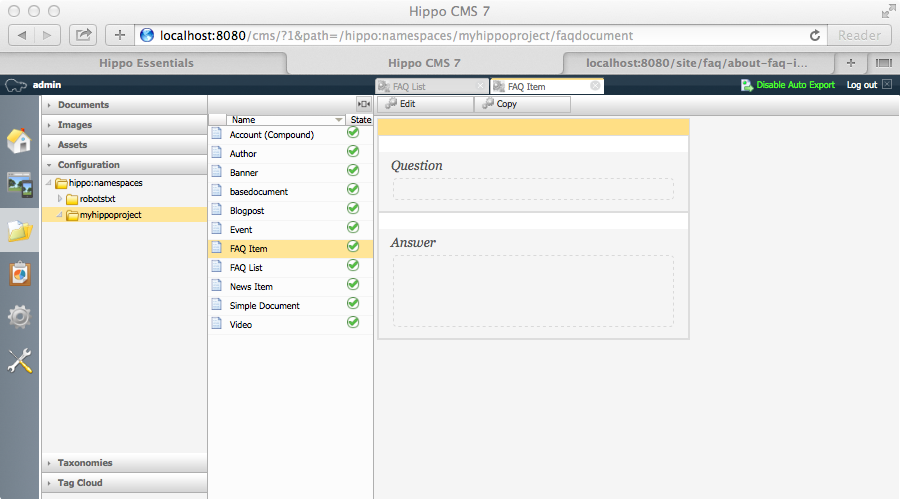 Hippo CMS 7
localhost:8080/cms/?1&path=/hippo:namespaces/myhippoproject/faqdocument
Reader
Hippo Essentials
Hippo CMS 7
localhost:8080/site/faq/about-faq-i...
admin
FAQ List
FAQ Item
Disable Auto Export
Log out
Documents
Images
Assets
Configuration
hippo:namespaces
robotstxt
myhippoproject
Taxonomies
Tag Cloud
Name
State
Account (Compound)
Author
Banner
basedocument
Blogpost
Event
FAQ Item
FAQ List
News Item
Simple Document
Video
Edit
Copy
Question
Answer